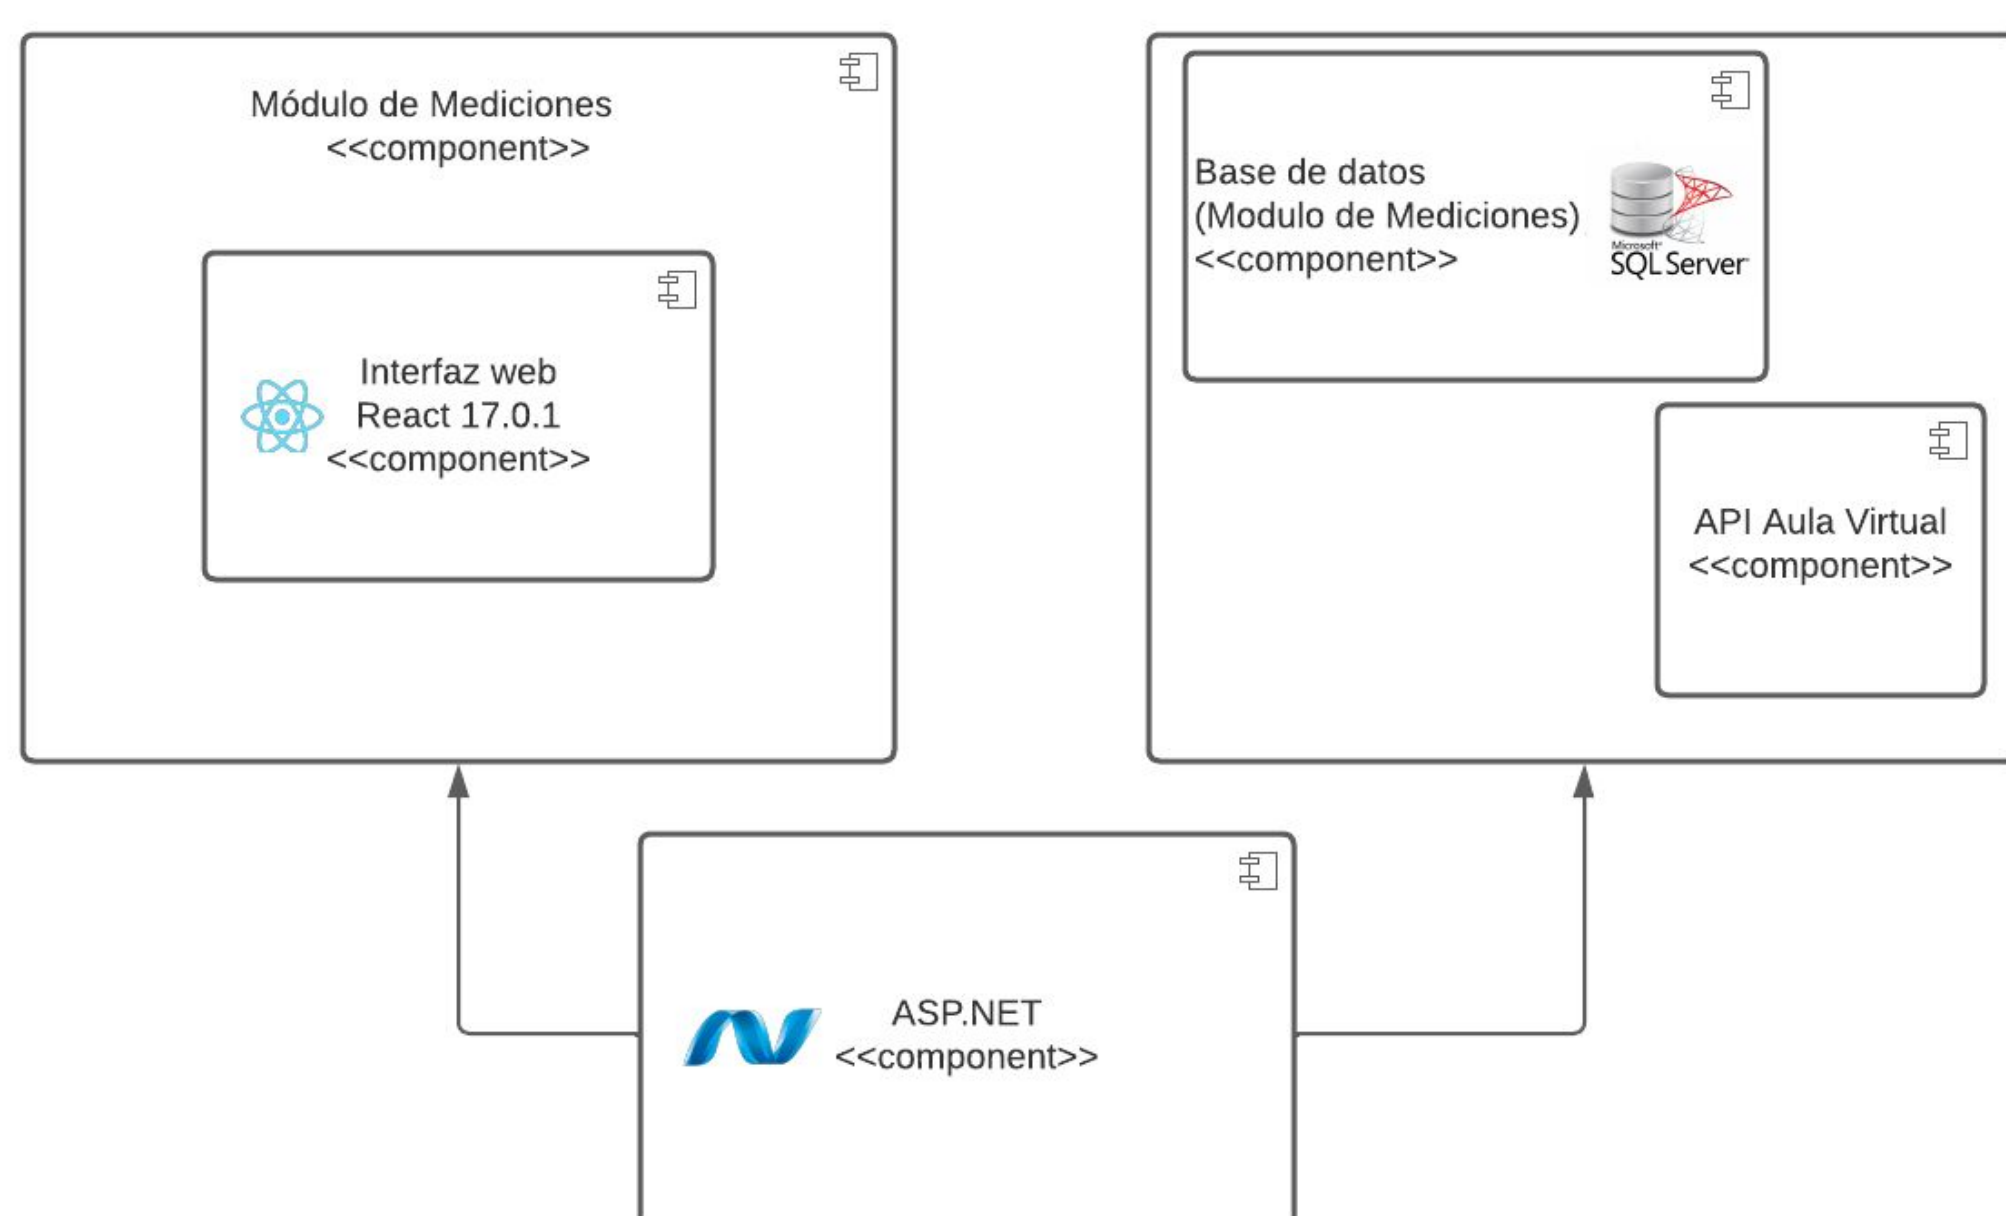 Módulo de Mediciones
<<component>>
Interfaz web
React 17.0.1
<<component>>
Base de datos
(Modulo de Mediciones)
<<component>>
Microsoft
SQL Server
API Aula Virtual
<<component>>
ASP.NET
<<component>>